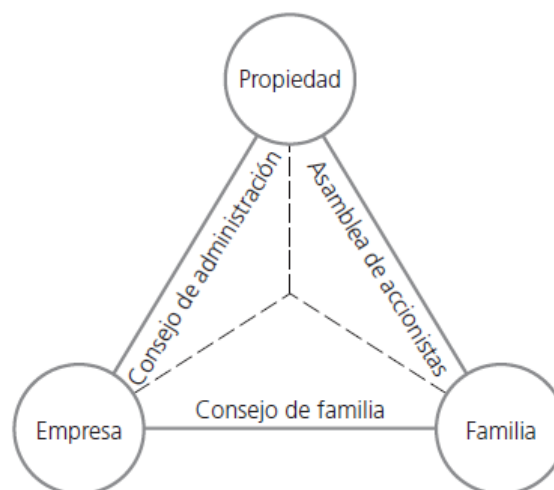 Propiedad
Consejo de administración
Asamblea de accionistas
Consejo de familia
Empresa
Familia